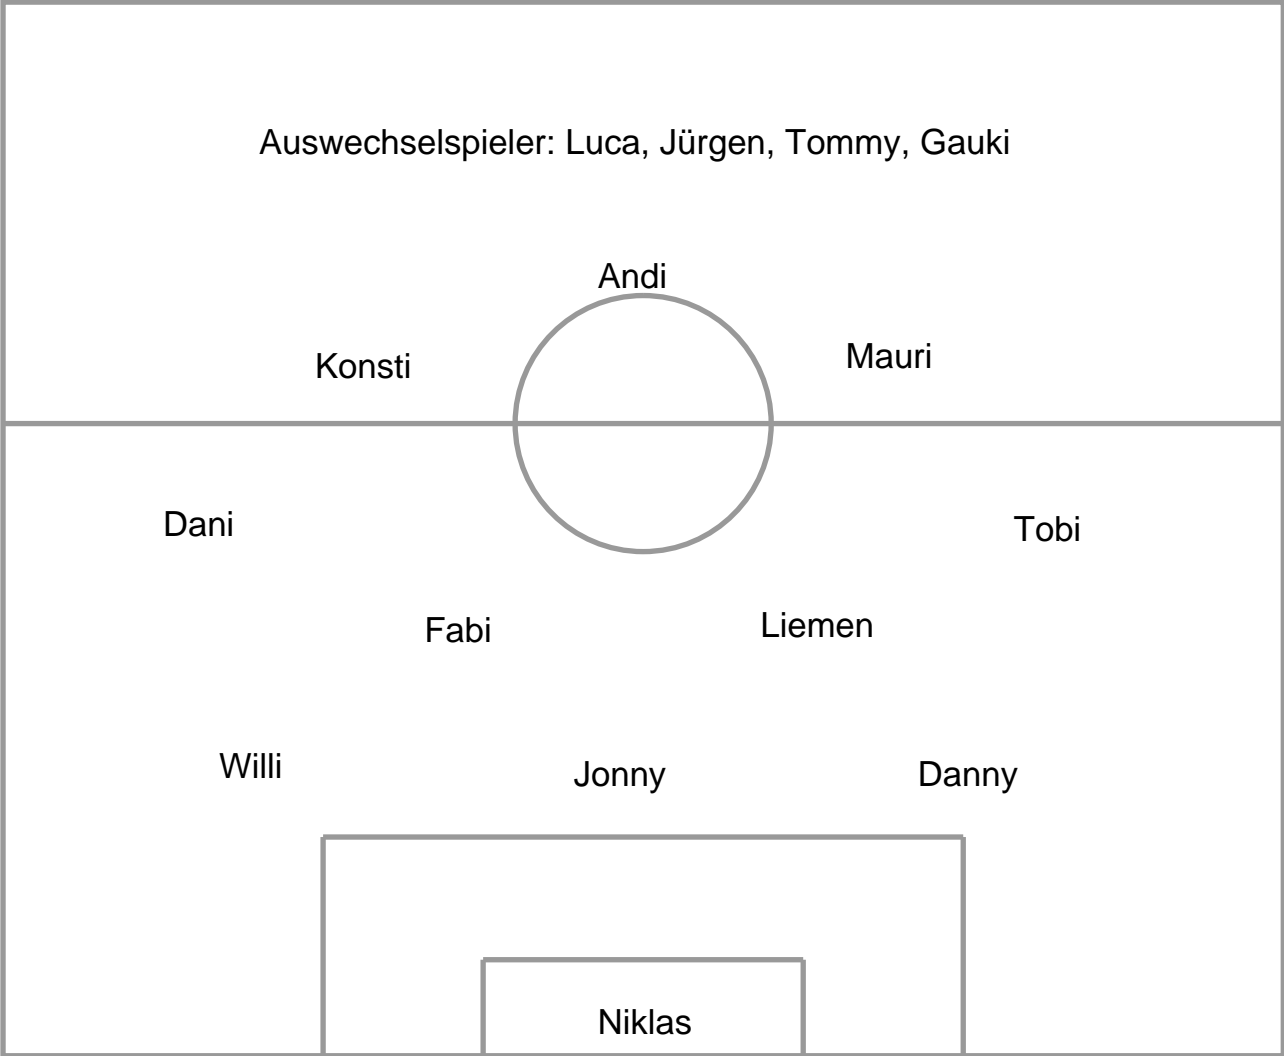 Auswechselspieler: Luca, Jürgen, Tommy, Gauki
Andi
Konsti
Mauri
Dani
Tobi
Fabi
Liemen
Willi
Jonny
Danny
Niklas